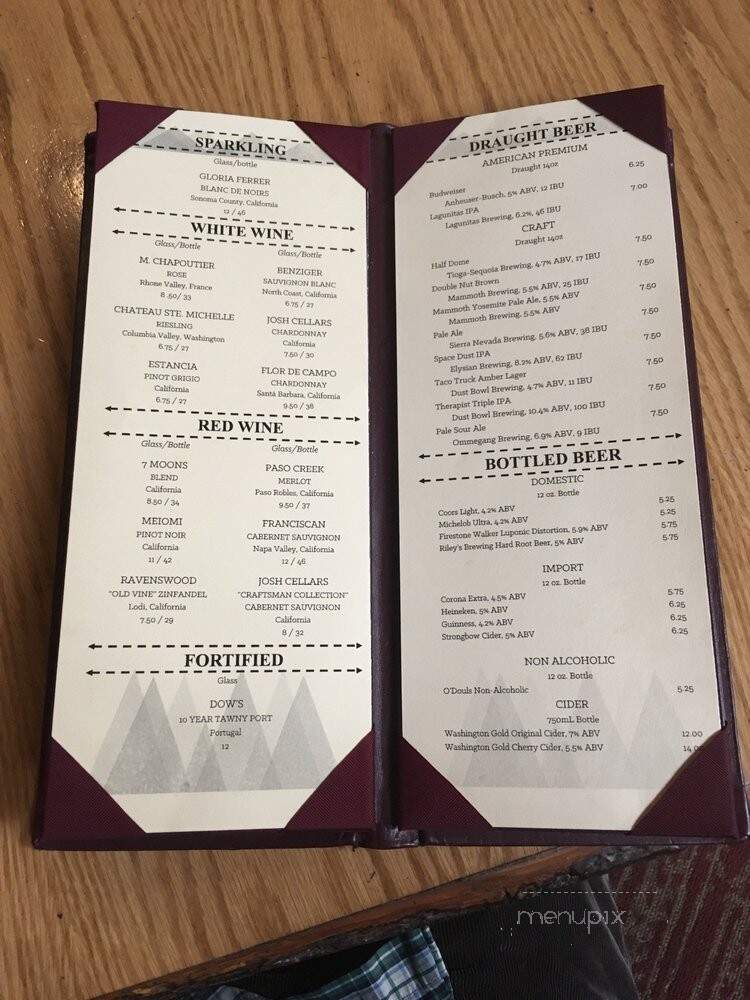 SPARKLING
Glass/bottle
GLORIA FERRER
BLANC DE NOIRS
Sonoma County, California
12 / 46
WHITE WINE
Glass/Bottle
M. CHAPOUTIER
ROSE
Rhone Valley, France
8 .50/ 33
CHATEAU STE. MICHELLE
RIESLING
Columbia Valley, Washington
6.75 / 27
ESTANCIA
PINOT GRIGIO
California
6.75 / 27
Glass/Bottle
BENZIGER
SAUVIGNON BLANC
North Coast, California
6.75 / 27
JOSH CELLARS
CHARDONNAY
California
7.50 / 30
FLOR DE CAMPO
CHARDONNAY
Santa Barbara, California
9.50 / 38
RED WINE
Glass/Bottle
7 MOONS
BLEND
California
8.50 / 34
MEIOMI
PINOT NOIR
California
11 / 42
RAVENSWOOD
"OLD VINE" ZINFANDEL
Lodi, California
7.50 / 29
Glass/Bottle
PASO CREEK
MERLOT
Paso Robles, California
9.50 / 37
FRANCISCAN
CABERNET SAUVIGNON
Napa Valley, California
12 / 46
JOSH CELLARS
"CRAFTSMAN COLLECTION"
CABERNET SAUVIGNON
California
8 / 32
FORTIFIED
Glass
DOW'S
10 YEAR TAWNY PORT
Portugal
12
DRAUGHT BEER
AMERICAN PREMIUM
Draught 14oz
Budweiser 6.25
Anheuser-Busch, 5% ABV, 12 IBU
Lagunitas IPA 7.00
Lagunitas Brewing, 6.2%, 46 IBU
CRAFT
Draught 14oz
Half Dome 7.50
Tioga-Sequoia Brewing, 4.7% ABV, 17 IBU
Double Nut Brown 7.50
Mammoth Brewing, 5.5% ABV, 25 IBU
Mammoth Yosemite Pale Ale, 5.5% ABV 7.50
Mammoth Brewing, 5.5% ABV
Pale Ale 7.50
Sierra Nevada Brewing, 5.6% ABV, 38 IBU
Space Dust IPA 7.50
Elysian Brewing, 8.2% ABV, 62 IBU
Taco Truck Amber Lager 7.50
Dust Bowl Brewing, 4.7% ABV, 11 IBU
Therapist Triple IPA 7.50
Dust Bowl Brewing, 10.4% ABV, 100 IBU
Pale Sour Ale 7.50
Ommegang Brewing, 6.9% ABV, 9 IBU
BOTTLED BEER
DOMESTIC
12 oz. Bottle
Coors Light, 4.2% ABV 5.25
Michelob Ultra, 4.2% ABV 5.25
Firestone Walker Luponic Distortion, 5.9% ABV 5.75
Riley's Brewing Hard Root Beer, 5% ABV 5.75
IMPORT
12 oz. Bottle
Corona Extra, 4.5% ABV 5.75
Heineken, 5% ABV 6.25
Guinness, 4.2% ABV 6.25
Strongbow Cider, 5% ABV 6.25
NON ALCOHOLIC
12 oz. Bottle
O'Douls Non-Alcoholic 5.25
CIDER
750mL Bottle
Washington Gold Original Cider, 7% ABV 12.00
Washington Gold Cherry Cider, 5.5% ABV 14.00
menupix